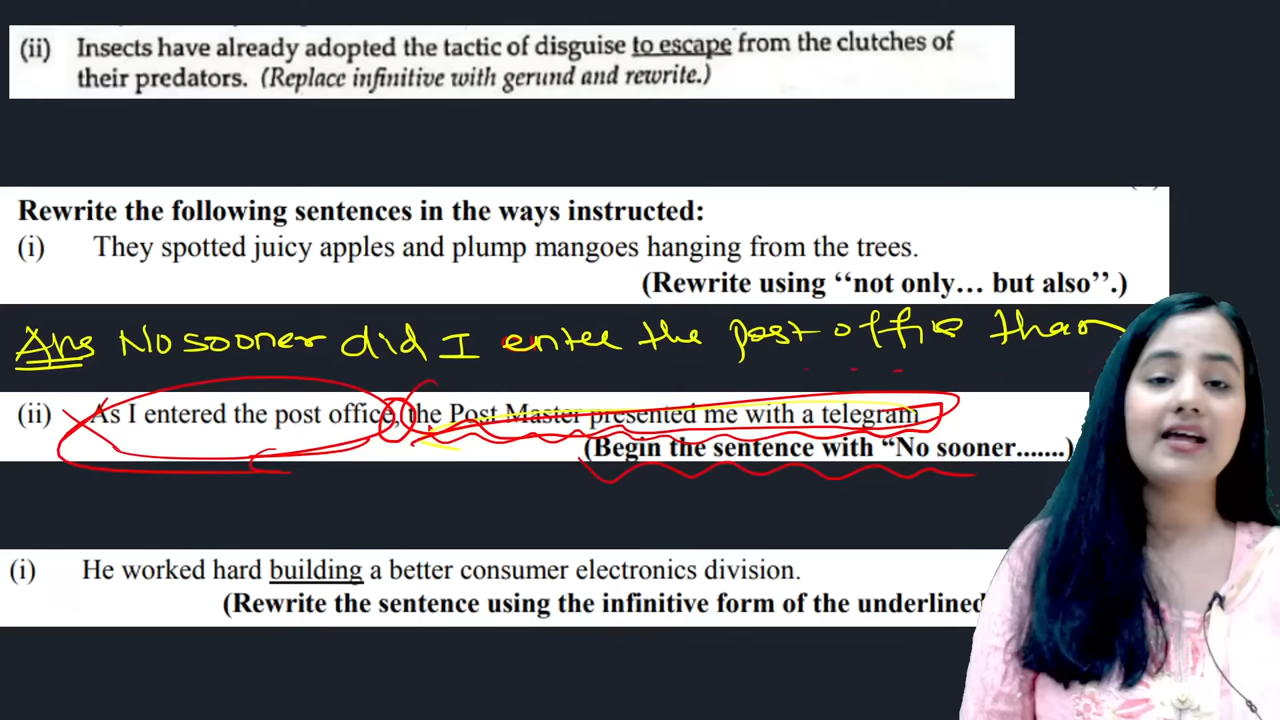 (ii) Insects have already adopted the tactic of disguise to escape from the clutches of
their predators. (Replace infinitive with gerund and rewrite.)
Rewrite the following sentences in the ways instructed:
(i) They spotted juicy apples and plump mangoes hanging from the trees.
(Rewrite using “not only… but also”.)
Ans No sooner did I enter the post office than
(ii) As I entered the post office, the Post Master presented me with a telegram
(Begin the sentence with “No sooner.......)
(i) He worked hard building a better consumer electronics division.
(Rewrite the sentence using the infinitive form of the underlined